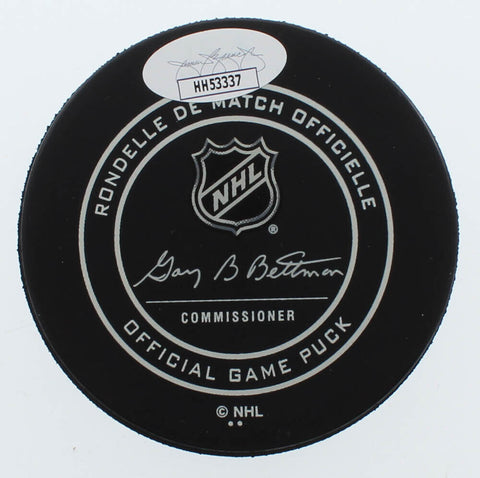 HH53337
RONDELLE DE MATCH OFFICIELLE
NHL
®
Gary B Bettman
COMMISSIONER
OFFICIAL GAME PUCK
© NHL